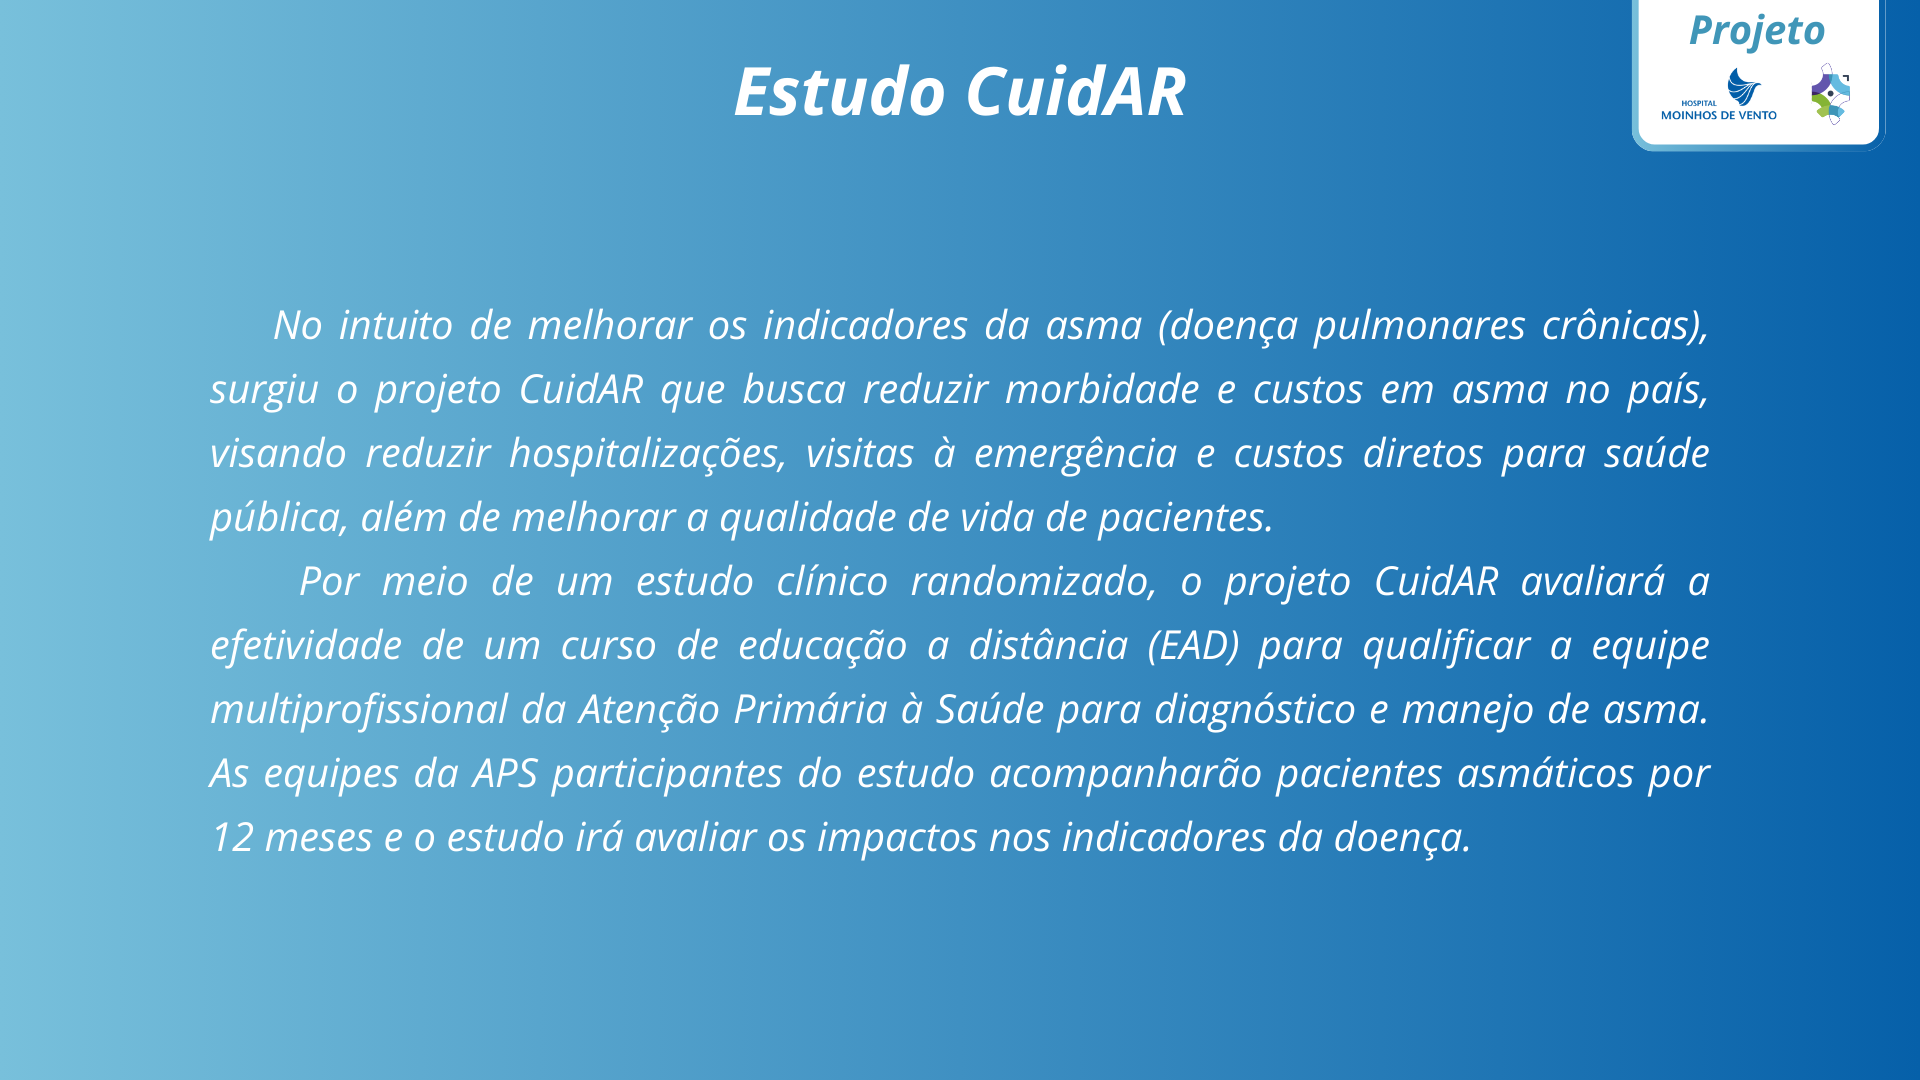 Projeto
Estudo CuidAR
HOSPITAL
MOINHOS DE VENTO
No intuito de melhorar os indicadores da asma (doença pulmonares crônicas),
surgiu o projeto CuidAR que busca reduzir morbidade e custos em asma no país,
visando reduzir hospitalizações, visitas à emergência e custos diretos para saúde
pública, além de melhorar a qualidade de vida de pacientes.
Por meio de um estudo clínico randomizado, o projeto CuidAR avaliará a
efetividade de um curso de educação a distância (EAD) para qualificar a equipe
multiprofissional da Atenção Primária à Saúde para diagnóstico e manejo de asma.
As equipes da APS participantes do estudo acompanharão pacientes asmáticos por
12 meses e o estudo irá avaliar os impactos nos indicadores da doença.